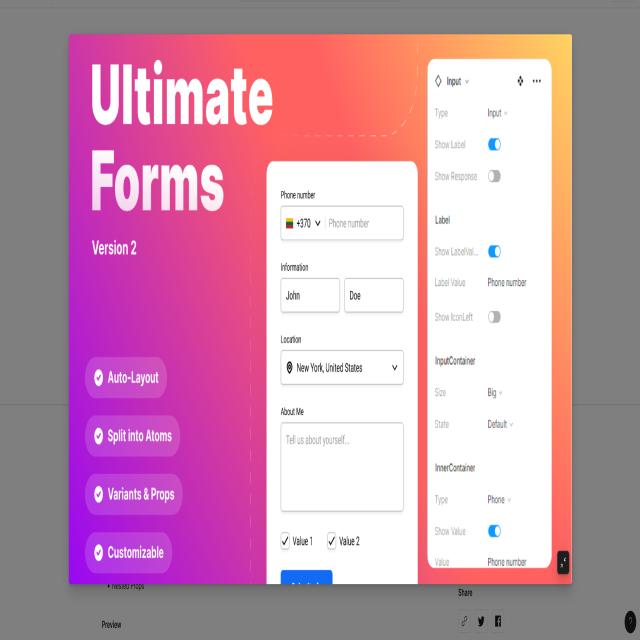 Ultimate
Forms
Version 2
Auto-Layout
Split into Atoms
Variants & Props
Customizable
Phone number
+370 Phone number
Information
John Doe
Location
New York, United States
About Me
Tell us about yourself...
Value 1 Value 2
Input
Type Input
Show Label
Show Response
Label
Show LabelVal...
Label Value Phone number
Show IconLeft
InputContainer
Size Big
State Default
InnerContainer
Type Phone
Show Value
Value Phone number
• Nested Props
Preview
Share
?